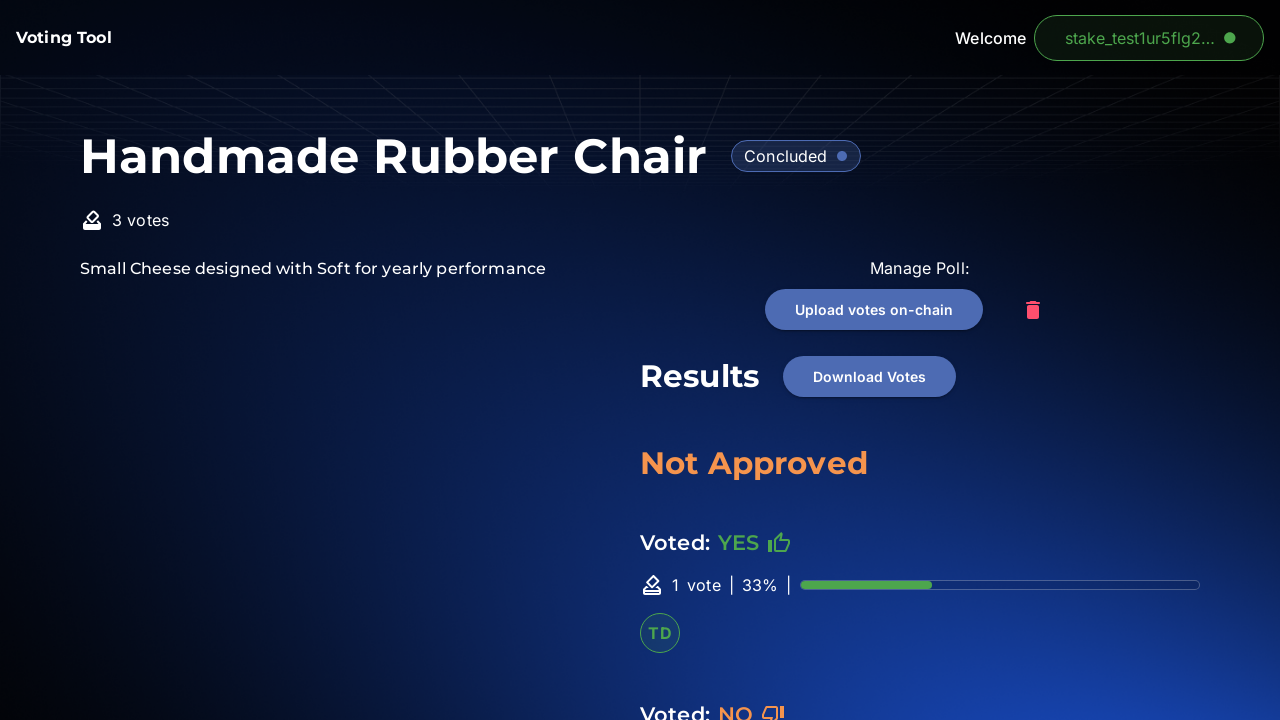 Voting Tool
Welcome
stake_test1ur5flg2...
Handmade Rubber Chair
Concluded
3 votes
Small Cheese designed with Soft for yearly performance
Manage Poll:
Upload votes on-chain
Results
Download Votes
Not Approved
Voted: YES
1 vote | 33% |
TD
Voted: NO